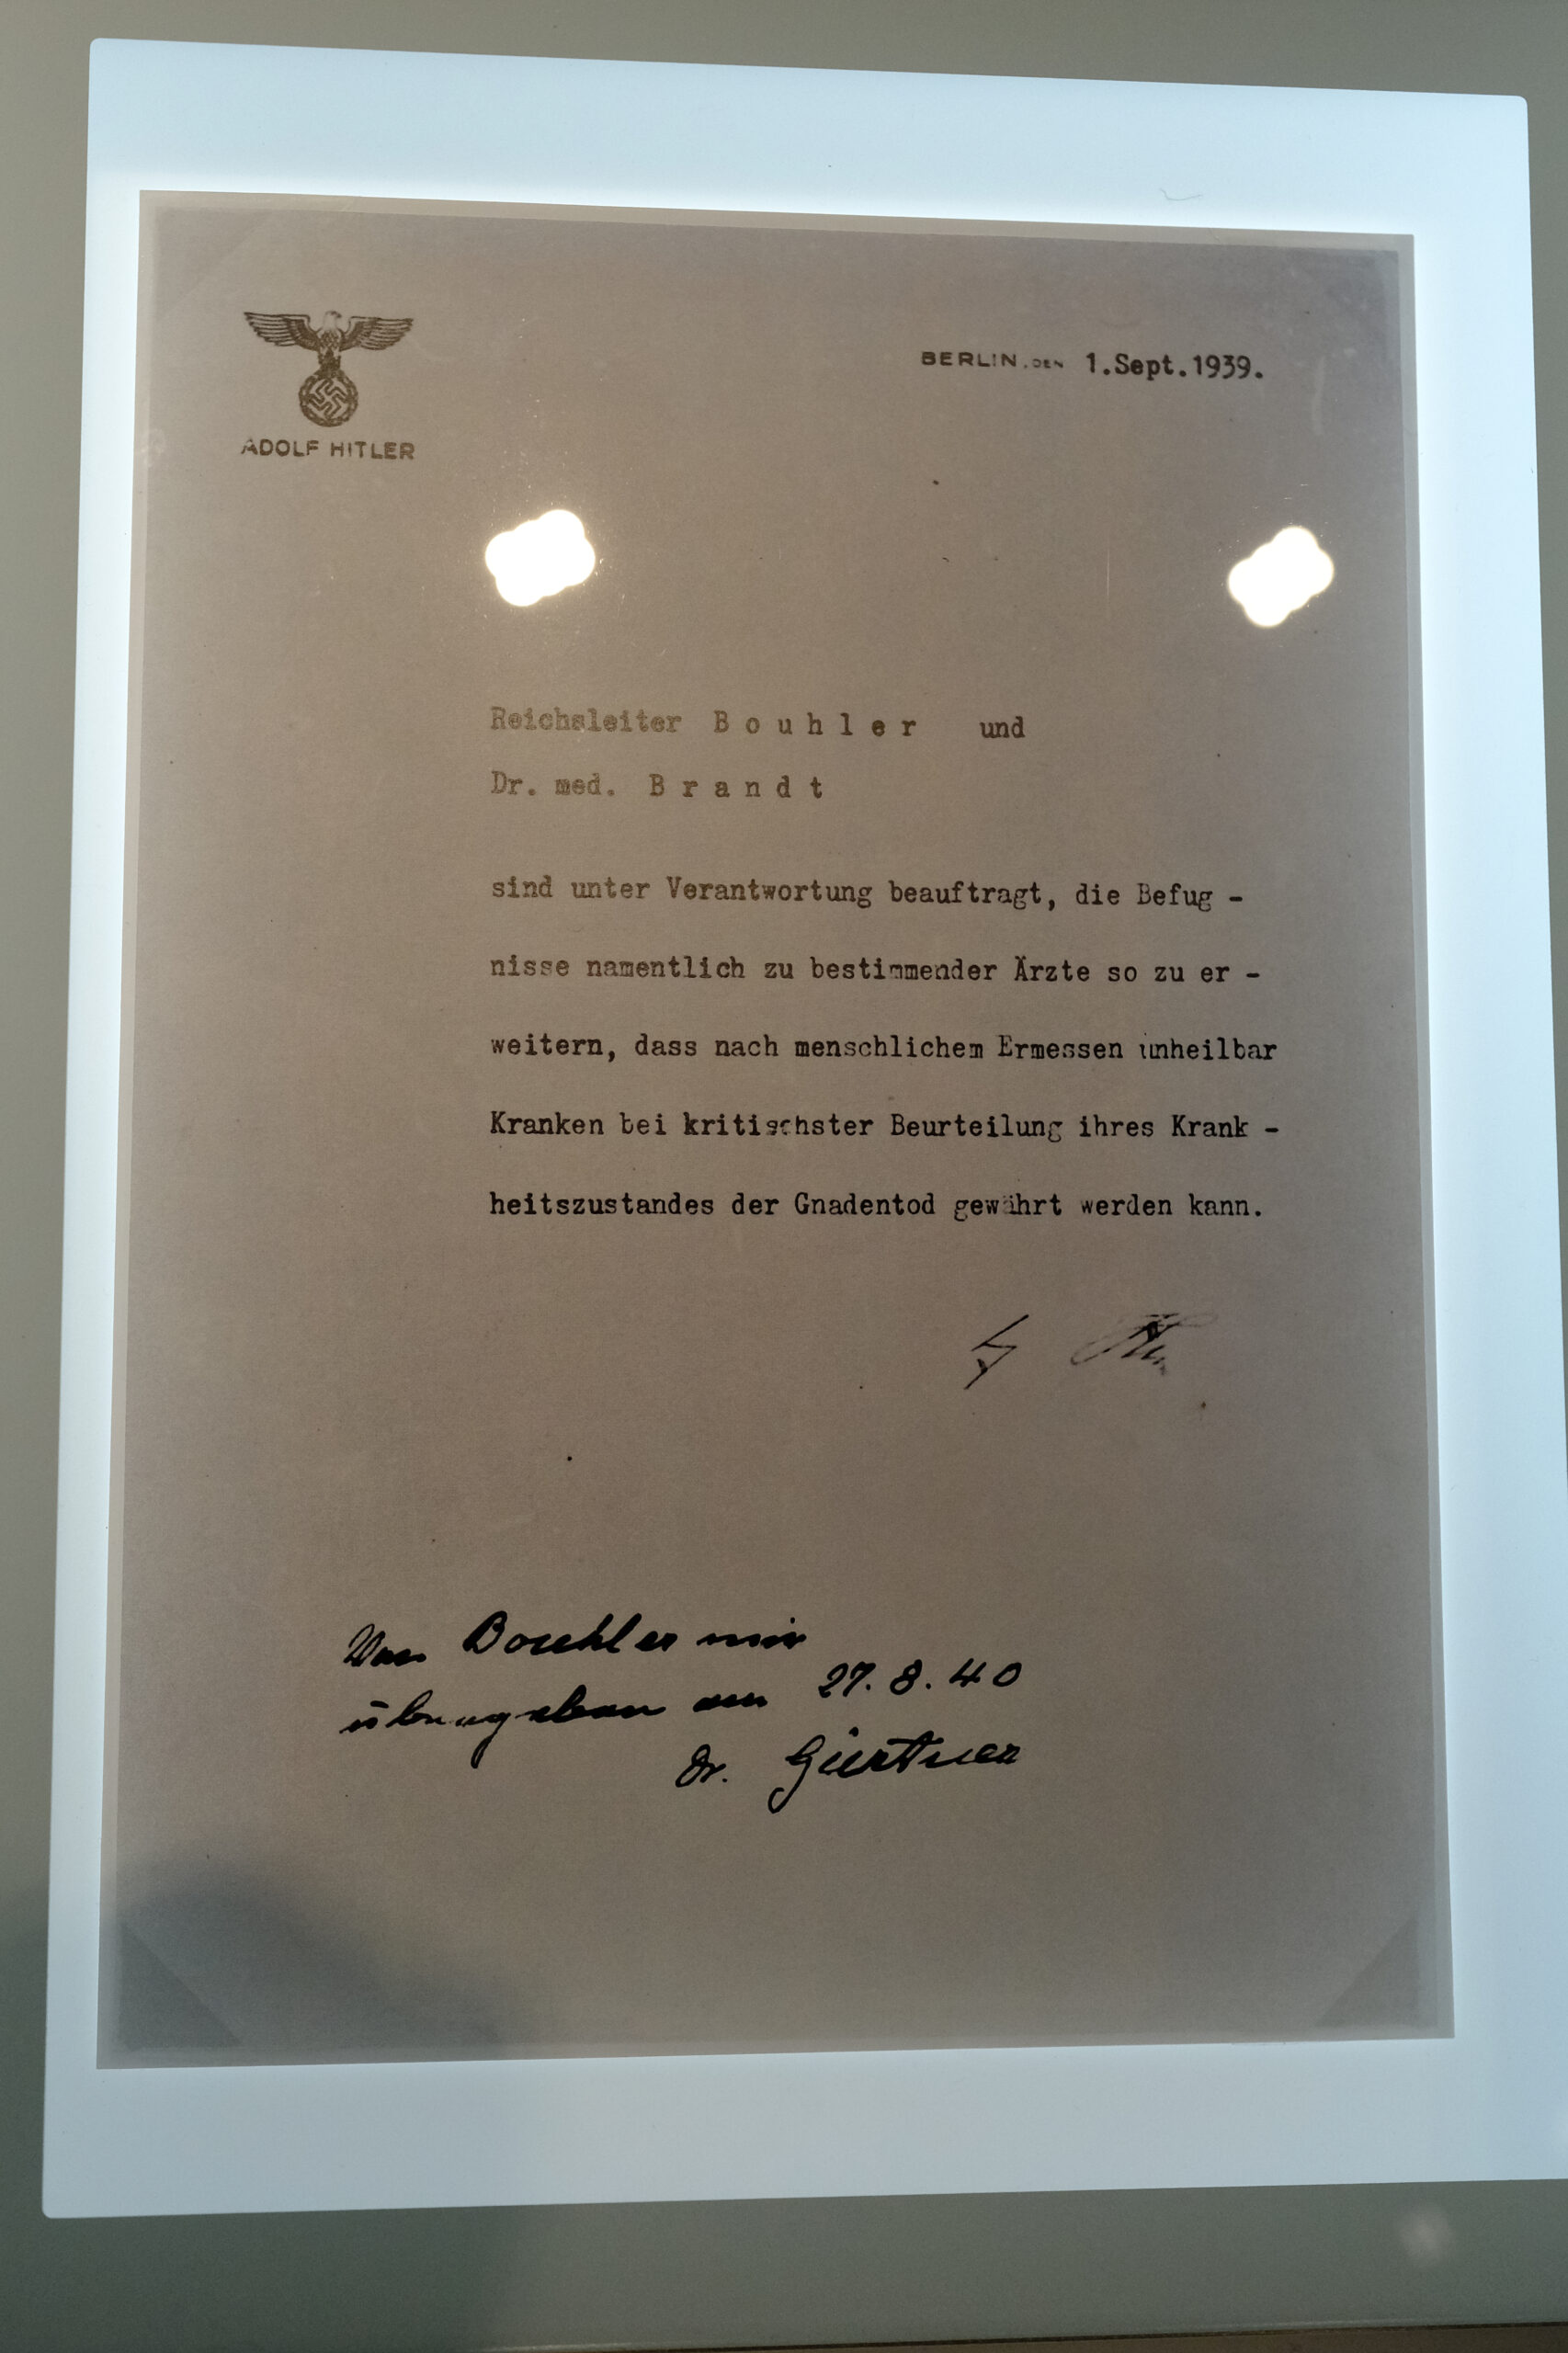 BERLIN, DEN 1.Sept.1939.
ADOLF HITLER
Reichsleiter Bouhler und
Dr. med. Brandt
sind unter Verantwortung beauftragt, die Befug -
nisse namentlich zu bestimmender Ärzte so zu er -
weitern, dass nach menschlichem Ermessen unheilbar
Kranken bei kritischster Beurteilung ihres Krank -
heitszustandes der Gnadentod gewährt werden kann.
Von Bouhler mir
übergeben am 27.8.40
Dr. Gürtner